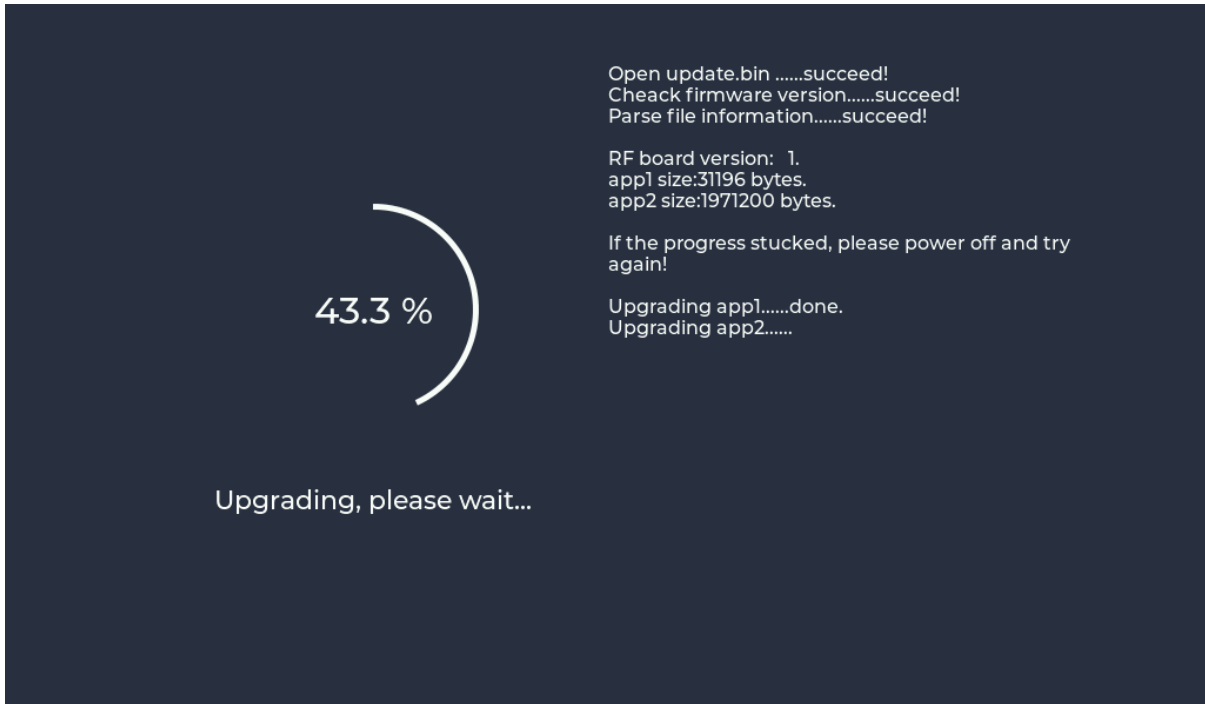 Open update.bin ......succeed!
Cheack firmware version......succeed!
Parse file information......succeed!
RF board version:   1.
app1 size:31196 bytes.
app2 size:1971200 bytes.
If the progress stucked, please power off and try
again!
Upgrading app1......done.
Upgrading app2......
43.3 %
Upgrading, please wait...